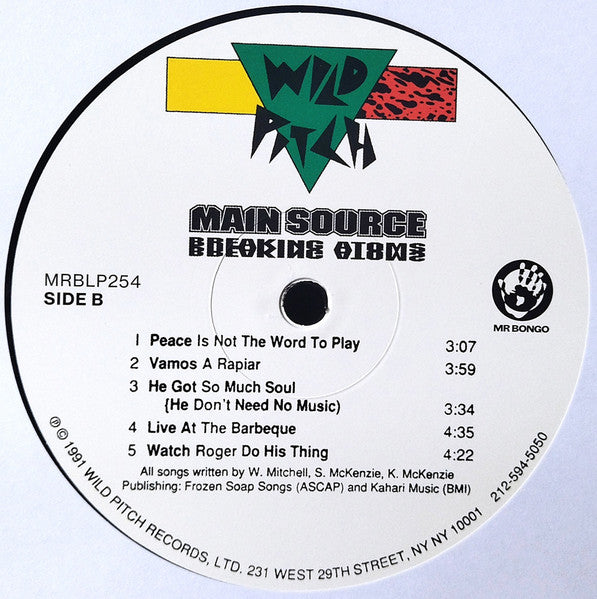 WILD
PITCH
MAIN SOURCE
BREAKING ATOMS
MRBLP254
SIDE B
MR BONGO
1 Peace Is Not The Word To Play 3:07
2 Vamos A Rapiar 3:59
3 He Got So Much Soul
{He Don't Need No Music) 3:34
4 Live At The Barbeque 4:35
5 Watch Roger Do His Thing 4:22
All songs written by W. Mitchell, S. McKenzie, K. McKenzie
Publishing: Frozen Soap Songs (ASCAP) and Kahari Music (BMI)
℗ © 1991 WILD PITCH RECORDS, LTD. 231 WEST 29TH STREET, NY NY 10001 212-594-5050